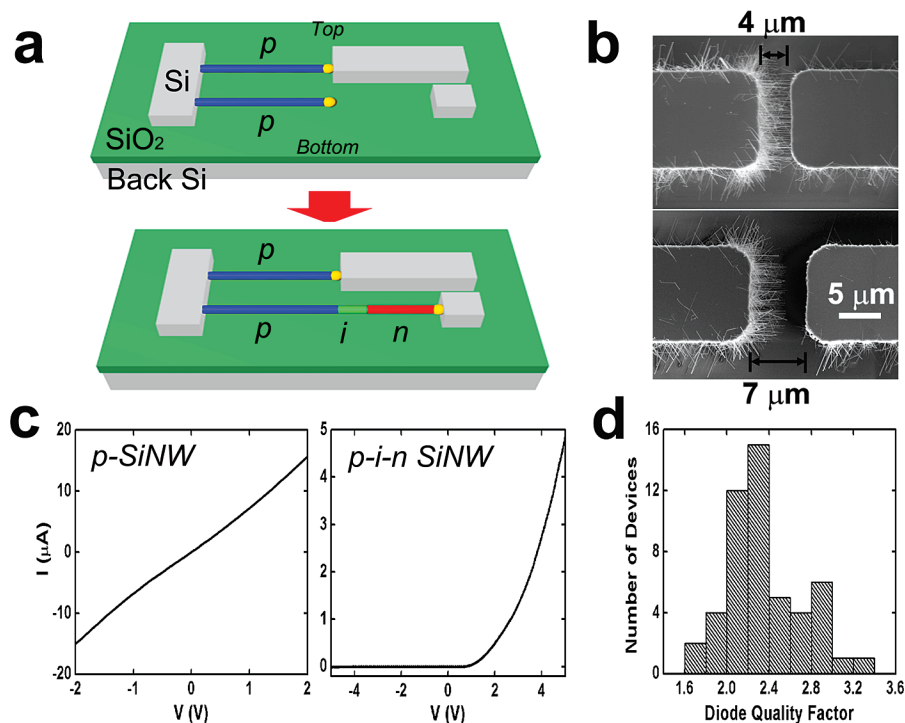 a
p
Top
Si
p
SiO2
Bottom
Back Si
p
p
i
n
b
4 μm
5 μm
7 μm
c
p-SiNW
I (μA)
20
10
0
-10
-20
-2
-1
0
1
2
V (V)
p-i-n SiNW
5
4
3
2
1
0
-4
-2
0
2
4
V (V)
d
Number of Devices
16
12
8
4
0
1.6
2.0
2.4
2.8
3.2
3.6
Diode Quality Factor